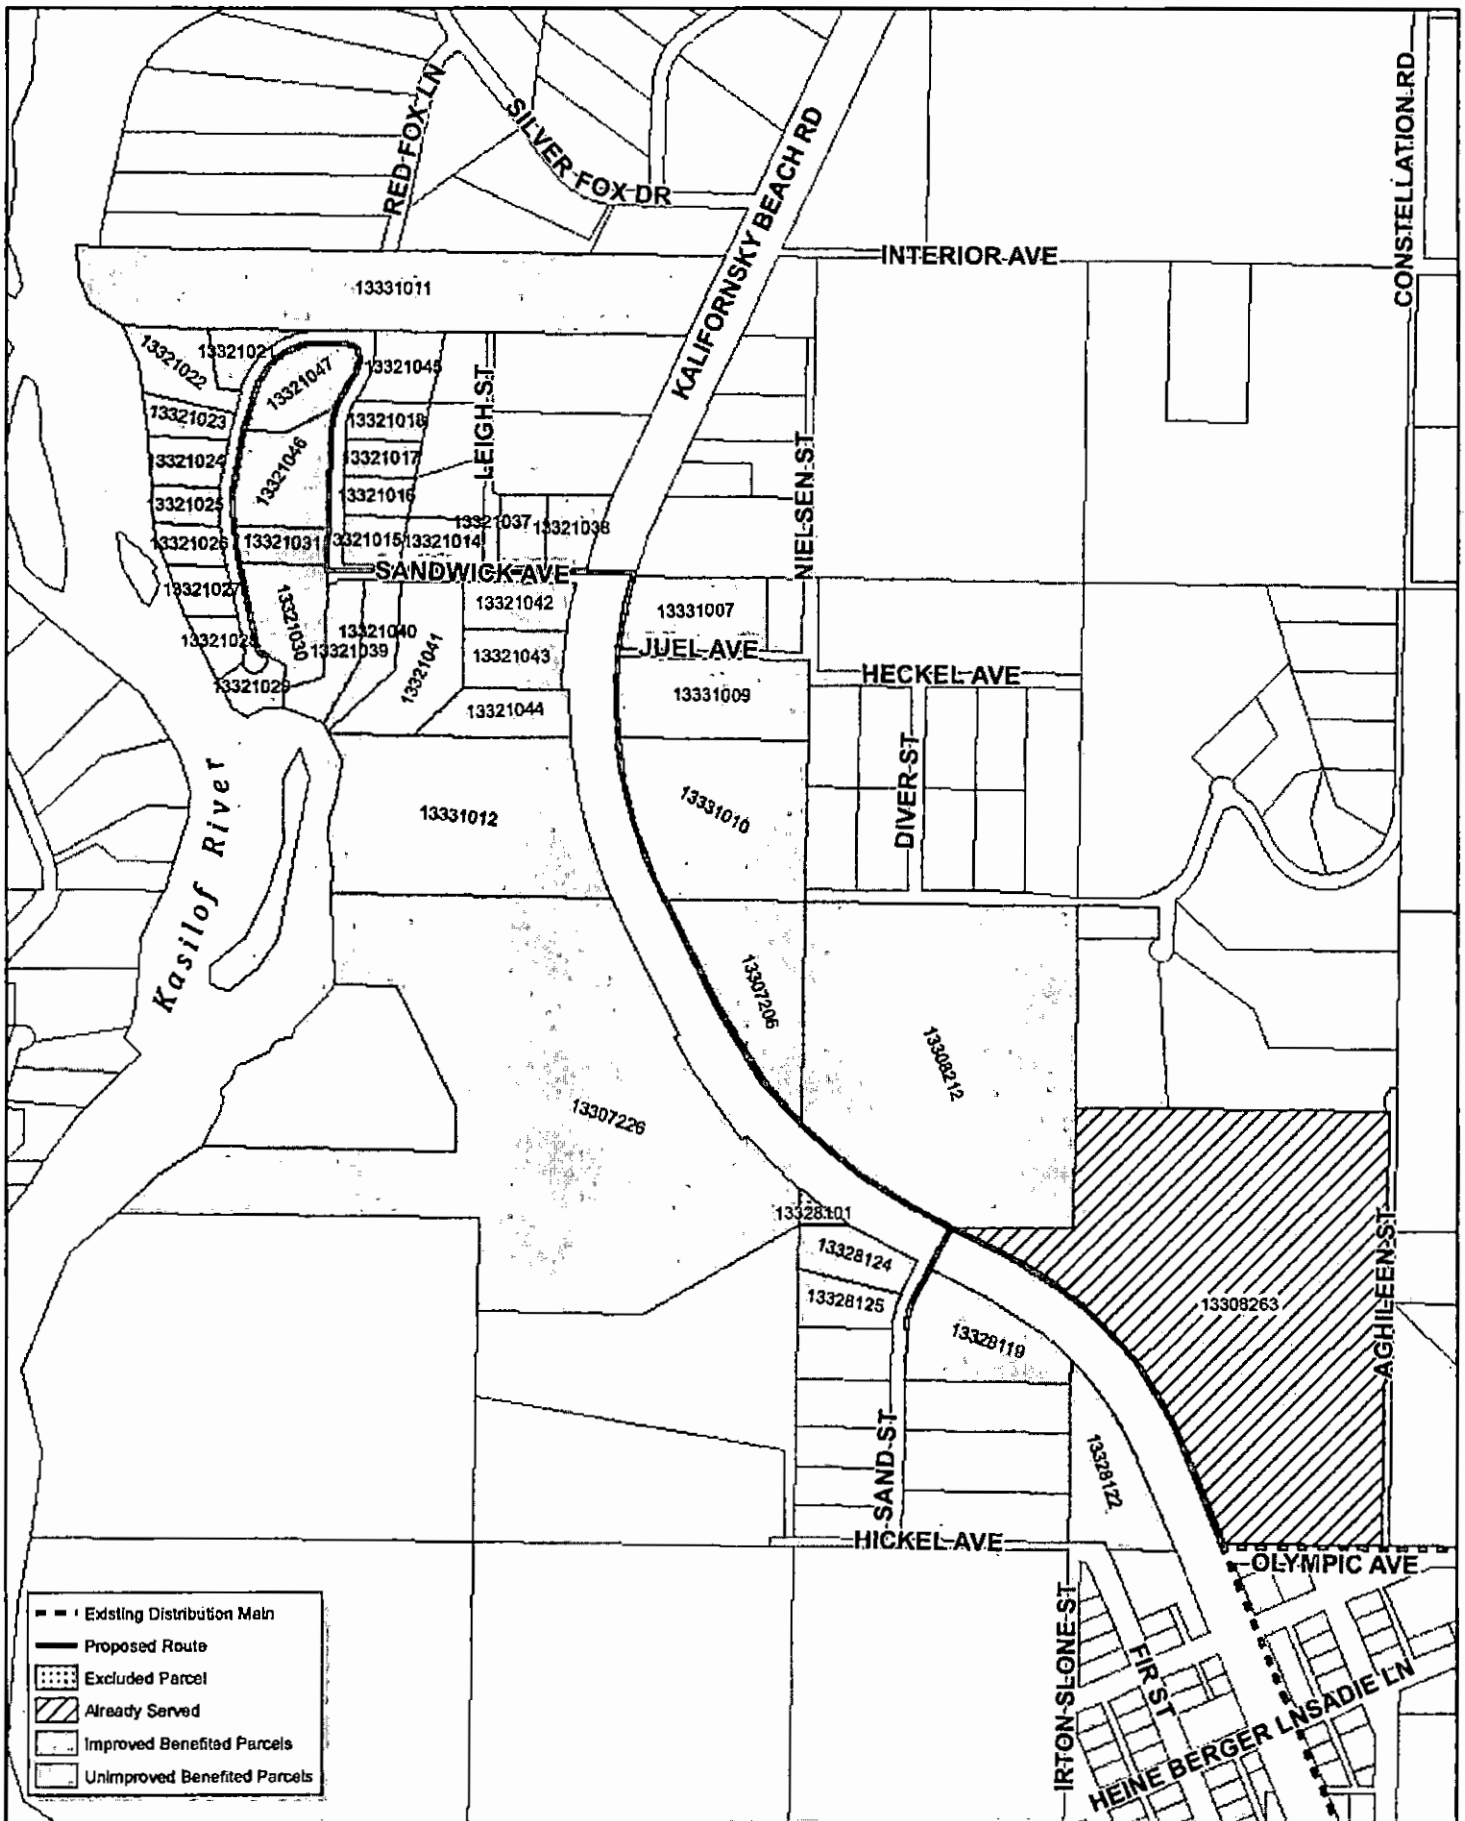 RED FOX LN
SILVER FOX DR
KALIFORNSKY BEACH RD
CONSTELLATION RD
INTERIOR AVE
13331011
13321022
13321021
13321047
13321045
LEIGH ST
13321023
13321018
13321024
13321046
13321017
NIELSEN ST
13321025
13321016
13321037
13321038
13321026
13321031
13321015
13321014
SANDWICK AVE
13321027
13321030
13321042
13331007
13321028
13321040
13321039
13321041
13321043
JUEL AVE
HECKEL AVE
13321029
13321044
13331009
DIVER ST
13331012
13331010
Kasilof River
13307206
13308212
13307226
13328101
13328124
13328125
13308263
AGHILEEN ST
13328119
SAND ST
13328122
HICKEL AVE
OLYMPIC AVE
IRTON SLONE ST
FIR ST
HEINE BERGER LN
SADIE LN
Existing Distribution Main
Proposed Route
Excluded Parcel
Already Served
Improved Benefited Parcels
Unimproved Benefited Parcels